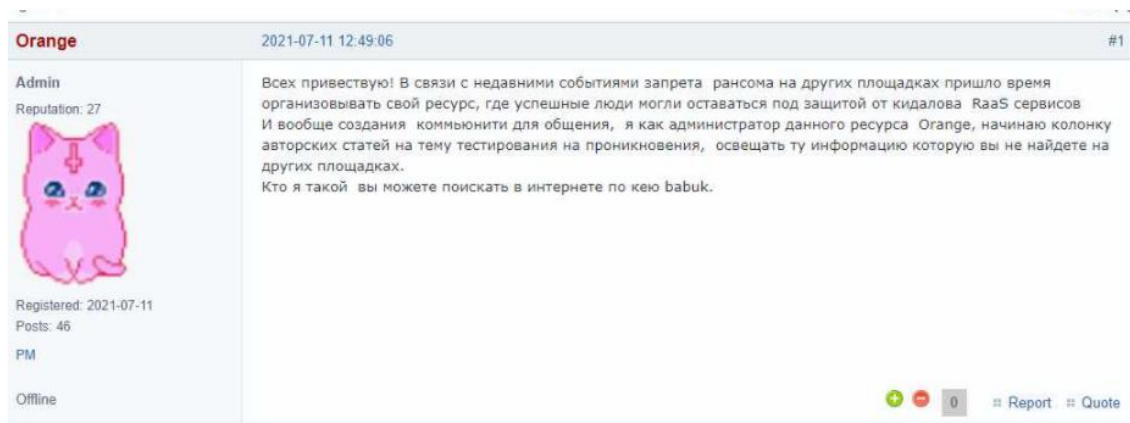 Orange
2021-07-11 12:49:06
#1
Admin
Reputation: 27
Registered: 2021-07-11
Posts: 46
PM
Offline
Всех привествую! В связи с недавними событиями запрета рансома на других площадках пришло время
организовывать свой ресурс, где успешные люди могли оставаться под защитой от кидалова RaaS сервисов
И вообще создания коммьюнити для общения, я как администратор данного ресурса Orange, начинаю колонку
авторских статей на тему тестирования на проникновения, освещать ту информацию которую вы не найдете на
других площадках.
Кто я такой вы можете поискать в интернете по кею babuk.
0
Report
Quote